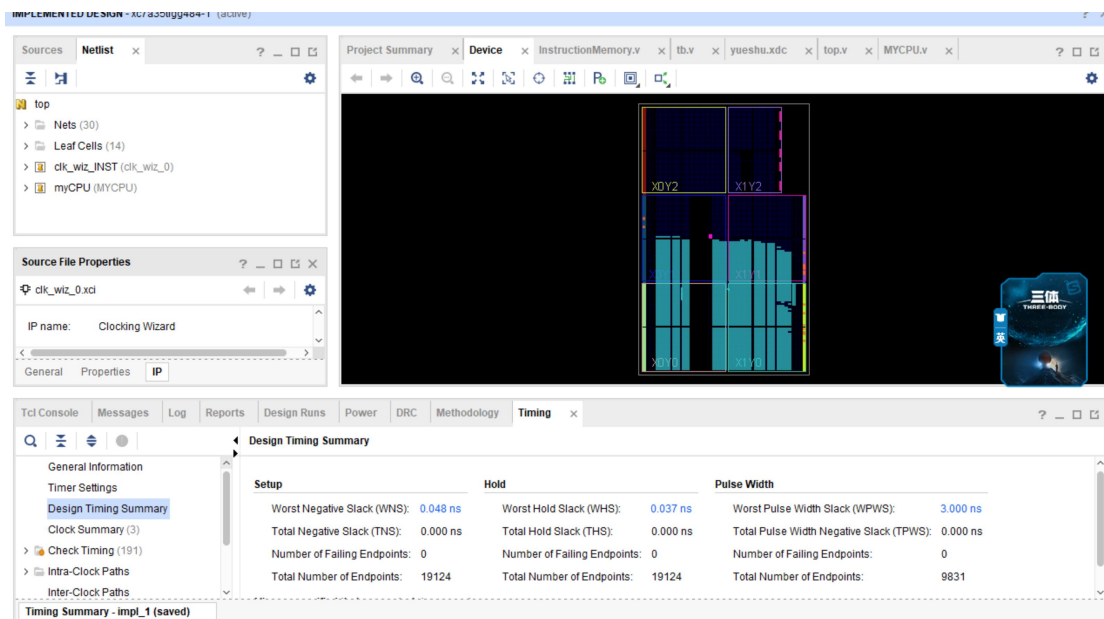 IMPLEMENTED DESIGN - xc7a35tfgg484-1 (active)
Sources Netlist
top
Nets (30)
Leaf Cells (14)
clk_wiz_INST (clk_wiz_0)
myCPU (MYCPU)
Source File Properties
clk_wiz_0.xci
IP name: Clocking Wizard
General Properties IP
Project Summary Device InstructionMemory.v tb.v yueshu.xdc top.v MYCPU.v
X0Y2 X1Y2
X1Y1
X0Y0 X1Y0
三体
THREE-BODY
英
Tcl Console Messages Log Reports Design Runs Power DRC Methodology Timing
Design Timing Summary
General Information
Timer Settings
Design Timing Summary
Clock Summary (3)
Check Timing (191)
Intra-Clock Paths
Inter-Clock Paths
Setup Hold Pulse Width
Worst Negative Slack (WNS): 0.048 ns Worst Hold Slack (WHS): 0.037 ns Worst Pulse Width Slack (WPWS): 3.000 ns
Total Negative Slack (TNS): 0.000 ns Total Hold Slack (THS): 0.000 ns Total Pulse Width Negative Slack (TPWS): 0.000 ns
Number of Failing Endpoints: 0 Number of Failing Endpoints: 0 Number of Failing Endpoints: 0
Total Number of Endpoints: 19124 Total Number of Endpoints: 19124 Total Number of Endpoints: 9831
Timing Summary - impl_1 (saved)